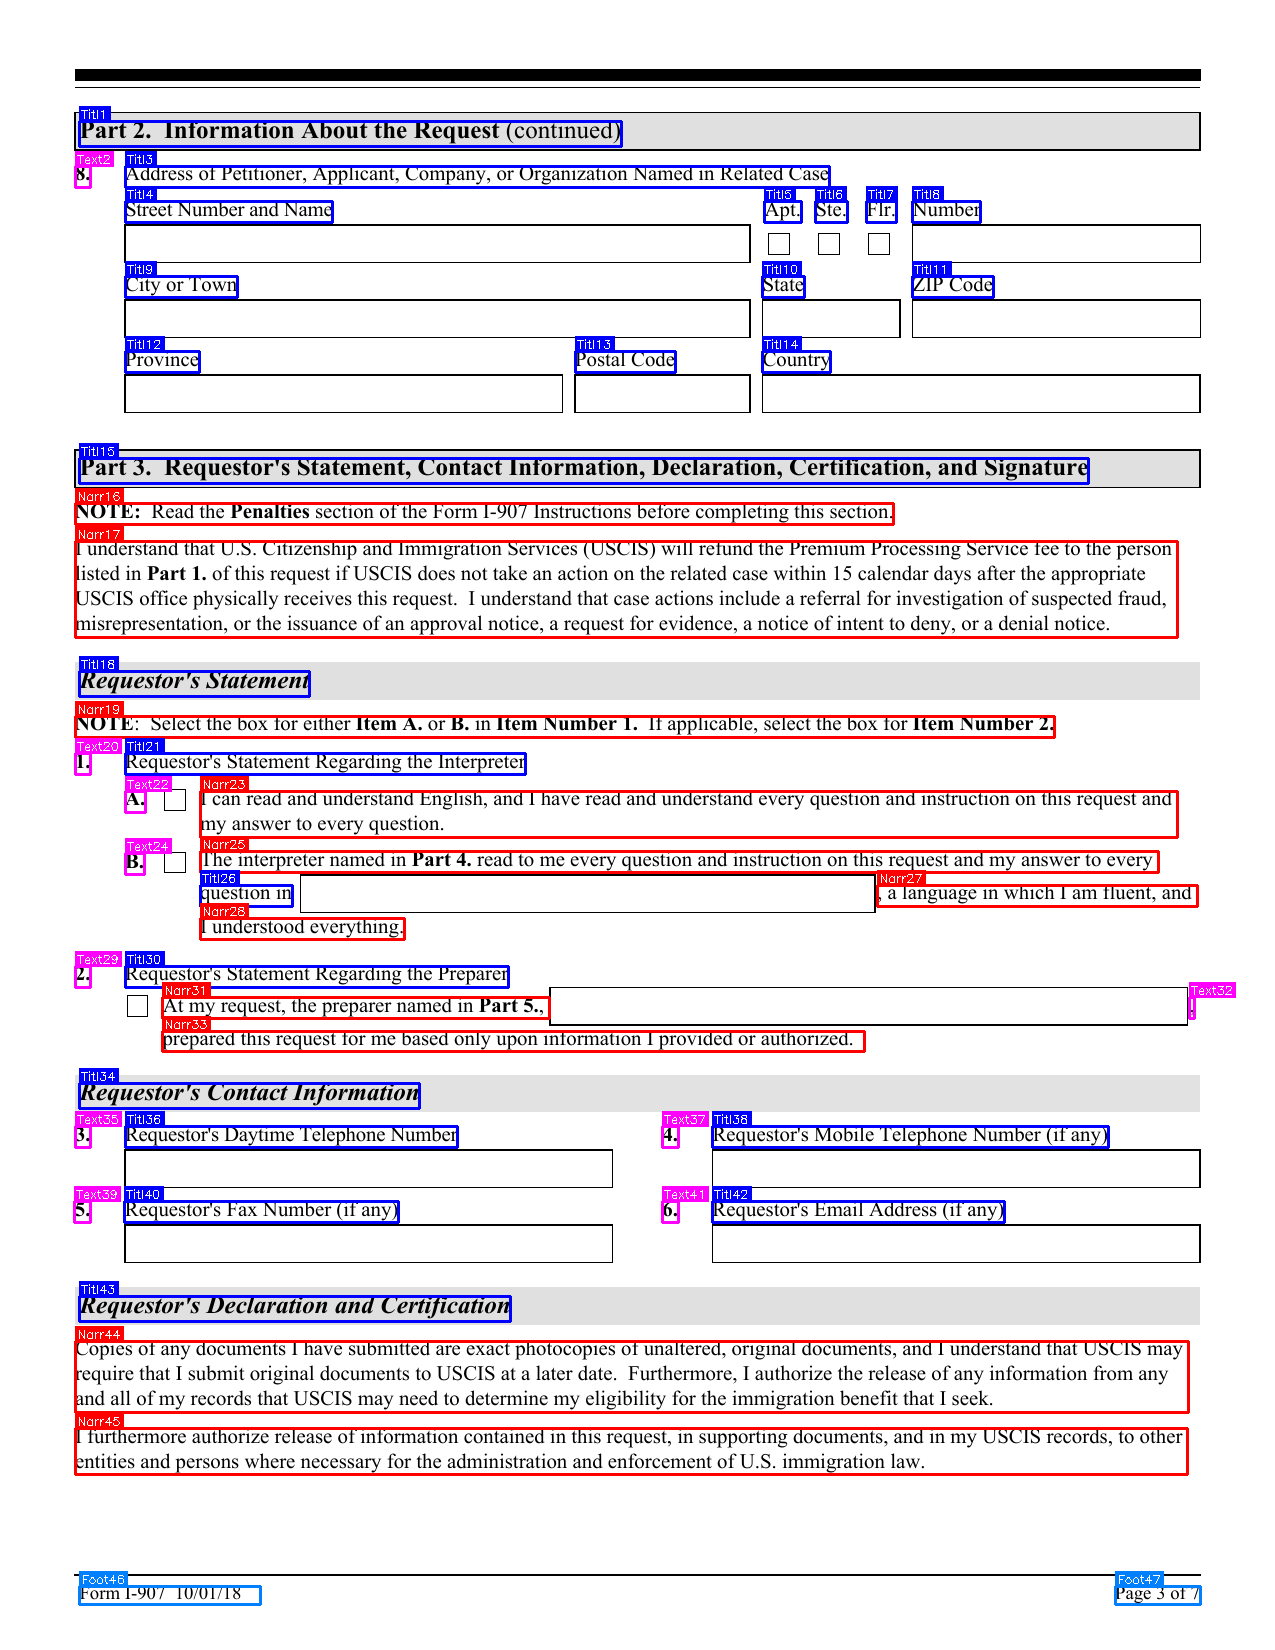 Titl1
Part 2.  Information About the Request (continued)
Text2 Titl3
8. Address of Petitioner, Applicant, Company, or Organization Named in Related Case
Titl4 Titl5 Titl6 Titl7 Titl8
Street Number and Name Apt. Ste. Flr. Number
Titl9 Titl10 Titl11
City or Town State ZIP Code
Titl12 Titl13 Titl14
Province Postal Code Country
Titl15
Part 3.  Requestor's Statement, Contact Information, Declaration, Certification, and Signature
Narr16
NOTE:  Read the Penalties section of the Form I-907 Instructions before completing this section.
Narr17
I understand that U.S. Citizenship and Immigration Services (USCIS) will refund the Premium Processing Service fee to the person
listed in Part 1. of this request if USCIS does not take an action on the related case within 15 calendar days after the appropriate
USCIS office physically receives this request.  I understand that case actions include a referral for investigation of suspected fraud,
misrepresentation, or the issuance of an approval notice, a request for evidence, a notice of intent to deny, or a denial notice.
Titl18
Requestor's Statement
Narr19
NOTE:  Select the box for either Item A. or B. in Item Number 1.  If applicable, select the box for Item Number 2.
Text20 Titl21
1. Requestor's Statement Regarding the Interpreter
Text22 Narr23
A. I can read and understand English, and I have read and understand every question and instruction on this request and
my answer to every question.
Text24 Narr25
B. The interpreter named in Part 4. read to me every question and instruction on this request and my answer to every
Titl26 Narr27
question in , a language in which I am fluent, and
Narr28
I understood everything.
Text29 Titl30
2. Requestor's Statement Regarding the Preparer
Narr31 Text32
At my request, the preparer named in Part 5., .
Narr33
prepared this request for me based only upon information I provided or authorized.
Titl34
Requestor's Contact Information
Text35 Titl36 Text37 Titl38
3. Requestor's Daytime Telephone Number 4. Requestor's Mobile Telephone Number (if any)
Text39 Titl40 Text41 Titl42
5. Requestor's Fax Number (if any) 6. Requestor's Email Address (if any)
Titl43
Requestor's Declaration and Certification
Narr44
Copies of any documents I have submitted are exact photocopies of unaltered, original documents, and I understand that USCIS may
require that I submit original documents to USCIS at a later date.  Furthermore, I authorize the release of any information from any
and all of my records that USCIS may need to determine my eligibility for the immigration benefit that I seek.
Narr45
I furthermore authorize release of information contained in this request, in supporting documents, and in my USCIS records, to other
entities and persons where necessary for the administration and enforcement of U.S. immigration law.
Foot46 Foot47
Form I-907  10/01/18 Page 3 of 7